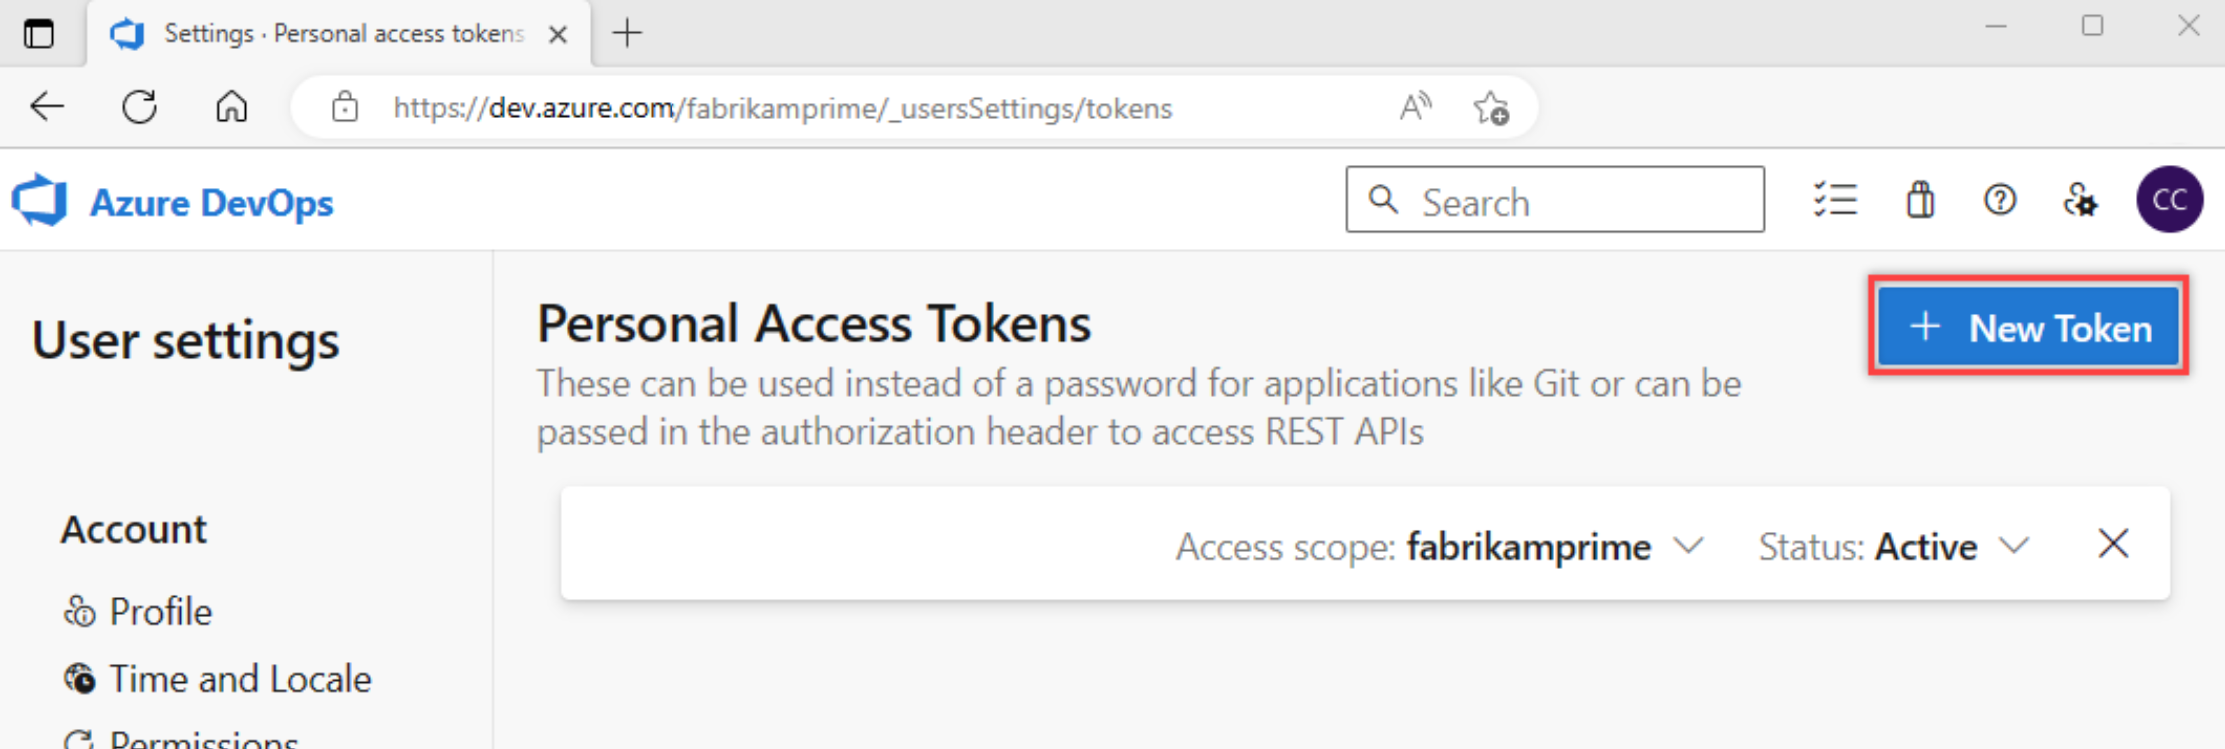 Settings · Personal access tokens
https://dev.azure.com/fabrikamprime/_usersSettings/tokens
Azure DevOps
Search
CC
User settings
Personal Access Tokens
New Token
These can be used instead of a password for applications like Git or can be
passed in the authorization header to access REST APIs
Access scope: fabrikamprime
Status: Active
Account
Profile
Time and Locale
Permissions